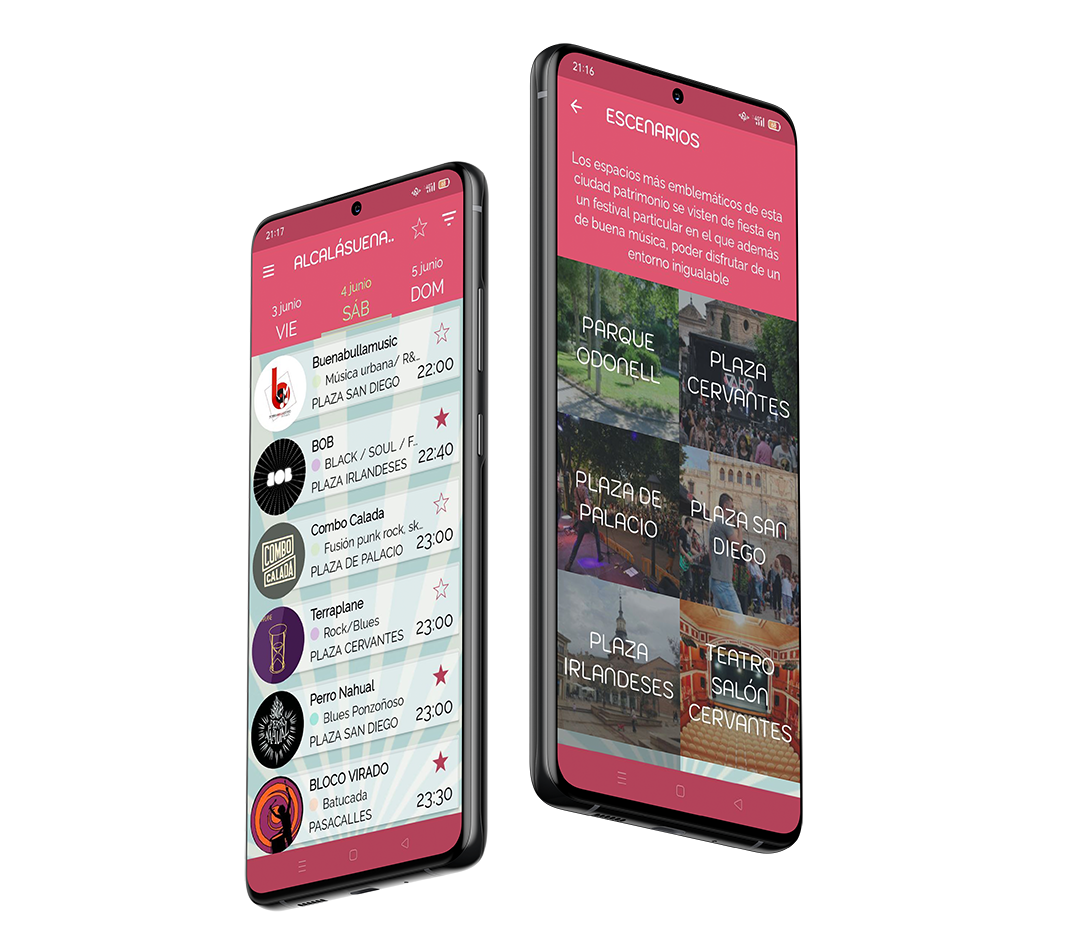 21:17
ALCALÁSUENA..
3 junio
VIE
4 junio
SÁB
5 junio
DOM
Buenabullamusic
Música urbana/ R&...
PLAZA SAN DIEGO
22:00
BOB
BOB
BLACK / SOUL / F...
PLAZA IRLANDESES
22:40
COMBO
CALADA
Combo Calada
Fusión punk rock, sk...
PLAZA DE PALACIO
23:00
Terraplane
Rock/Blues
PLAZA CERVANTES
23:00
PERRO
NAHUAL
Perro Nahual
Blues Ponzoñoso
PLAZA SAN DIEGO
23:00
BLOCO VIRADO
Batucada
PASACALLES
23:30
21:16
ESCENARIOS
Los espacios más emblemáticos de esta
ciudad patrimonio se visten de fiesta en
un festival particular en el que además
de buena música, poder disfrutar de un
entorno inigualable
PARQUE
ODONELL
PLAZA
CERVANTES
PLAZA DE
PALACIO
PLAZA SAN
DIEGO
PLAZA
IRLANDESES
TEATRO
SALÓN
CERVANTES